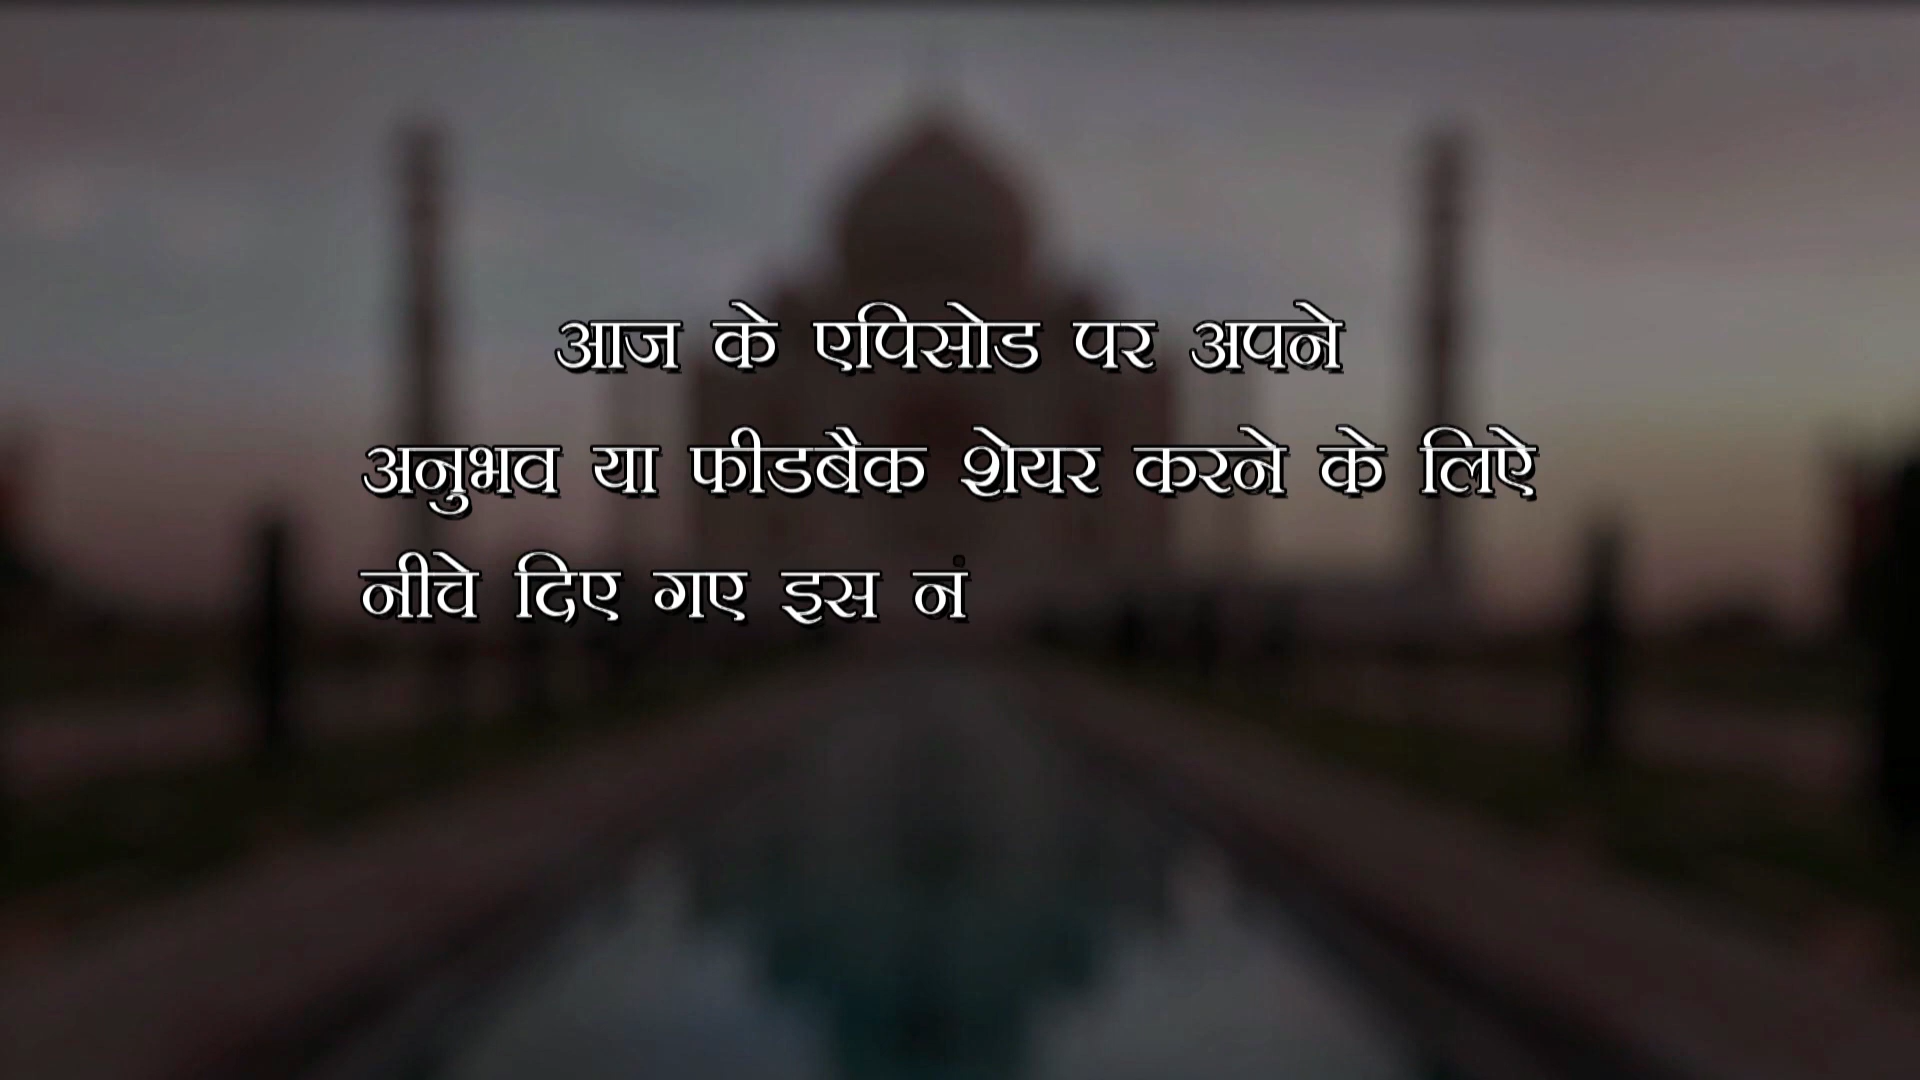 आज के एपिसोड पर अपने
अनुभव या फीडबैक शेयर करने के लिऐ
नीचे दिए गए इस नं